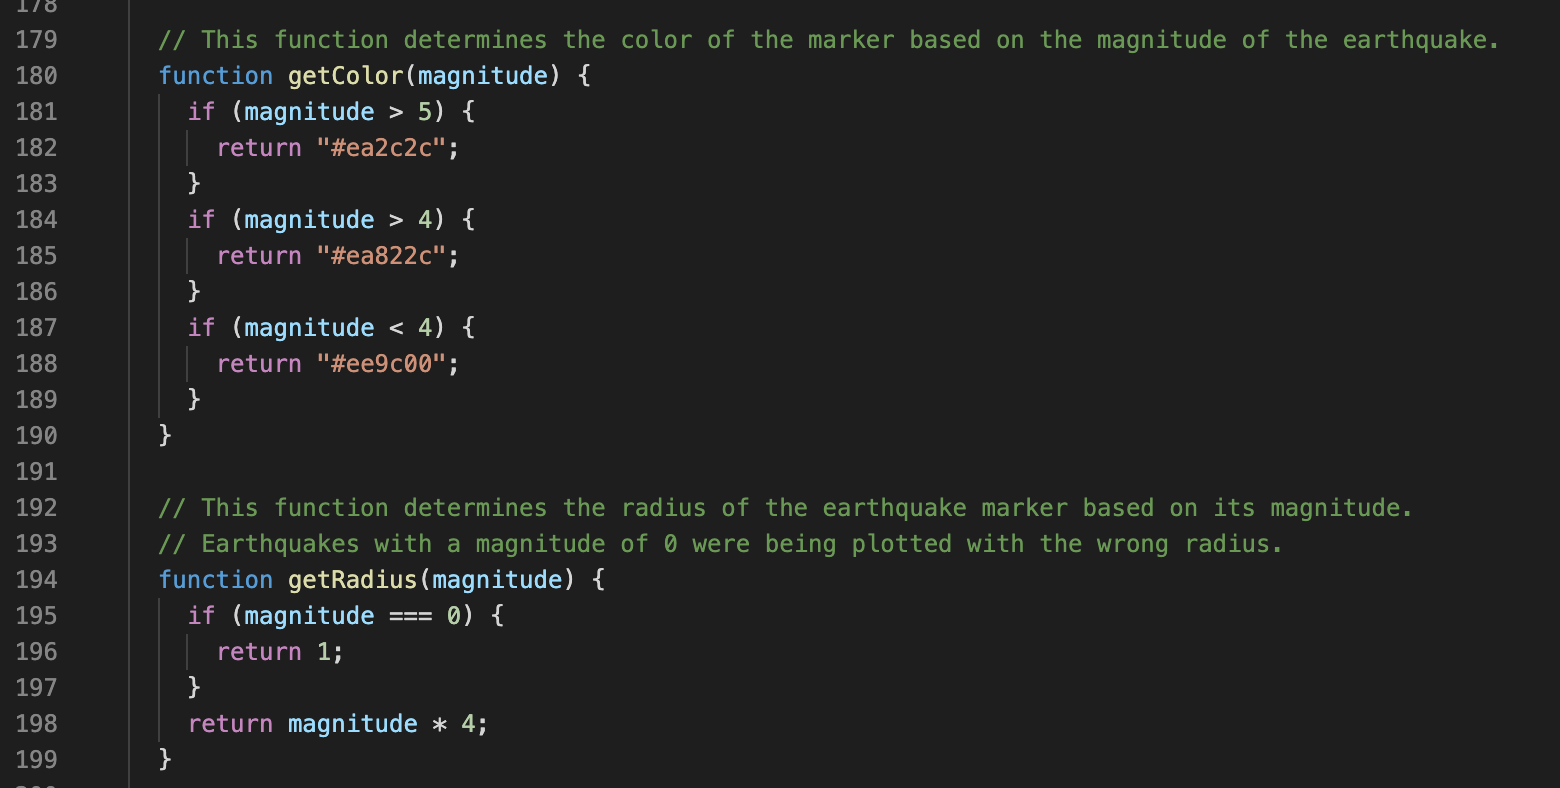 178
179 // This function determines the color of the marker based on the magnitude of the earthquake.
180 function getColor(magnitude) {
181 if (magnitude > 5) {
182 return "#ea2c2c";
183 }
184 if (magnitude > 4) {
185 return "#ea822c";
186 }
187 if (magnitude < 4) {
188 return "#ee9c00";
189 }
190 }
191
192 // This function determines the radius of the earthquake marker based on its magnitude.
193 // Earthquakes with a magnitude of 0 were being plotted with the wrong radius.
194 function getRadius(magnitude) {
195 if (magnitude === 0) {
196 return 1;
197 }
198 return magnitude * 4;
199 }